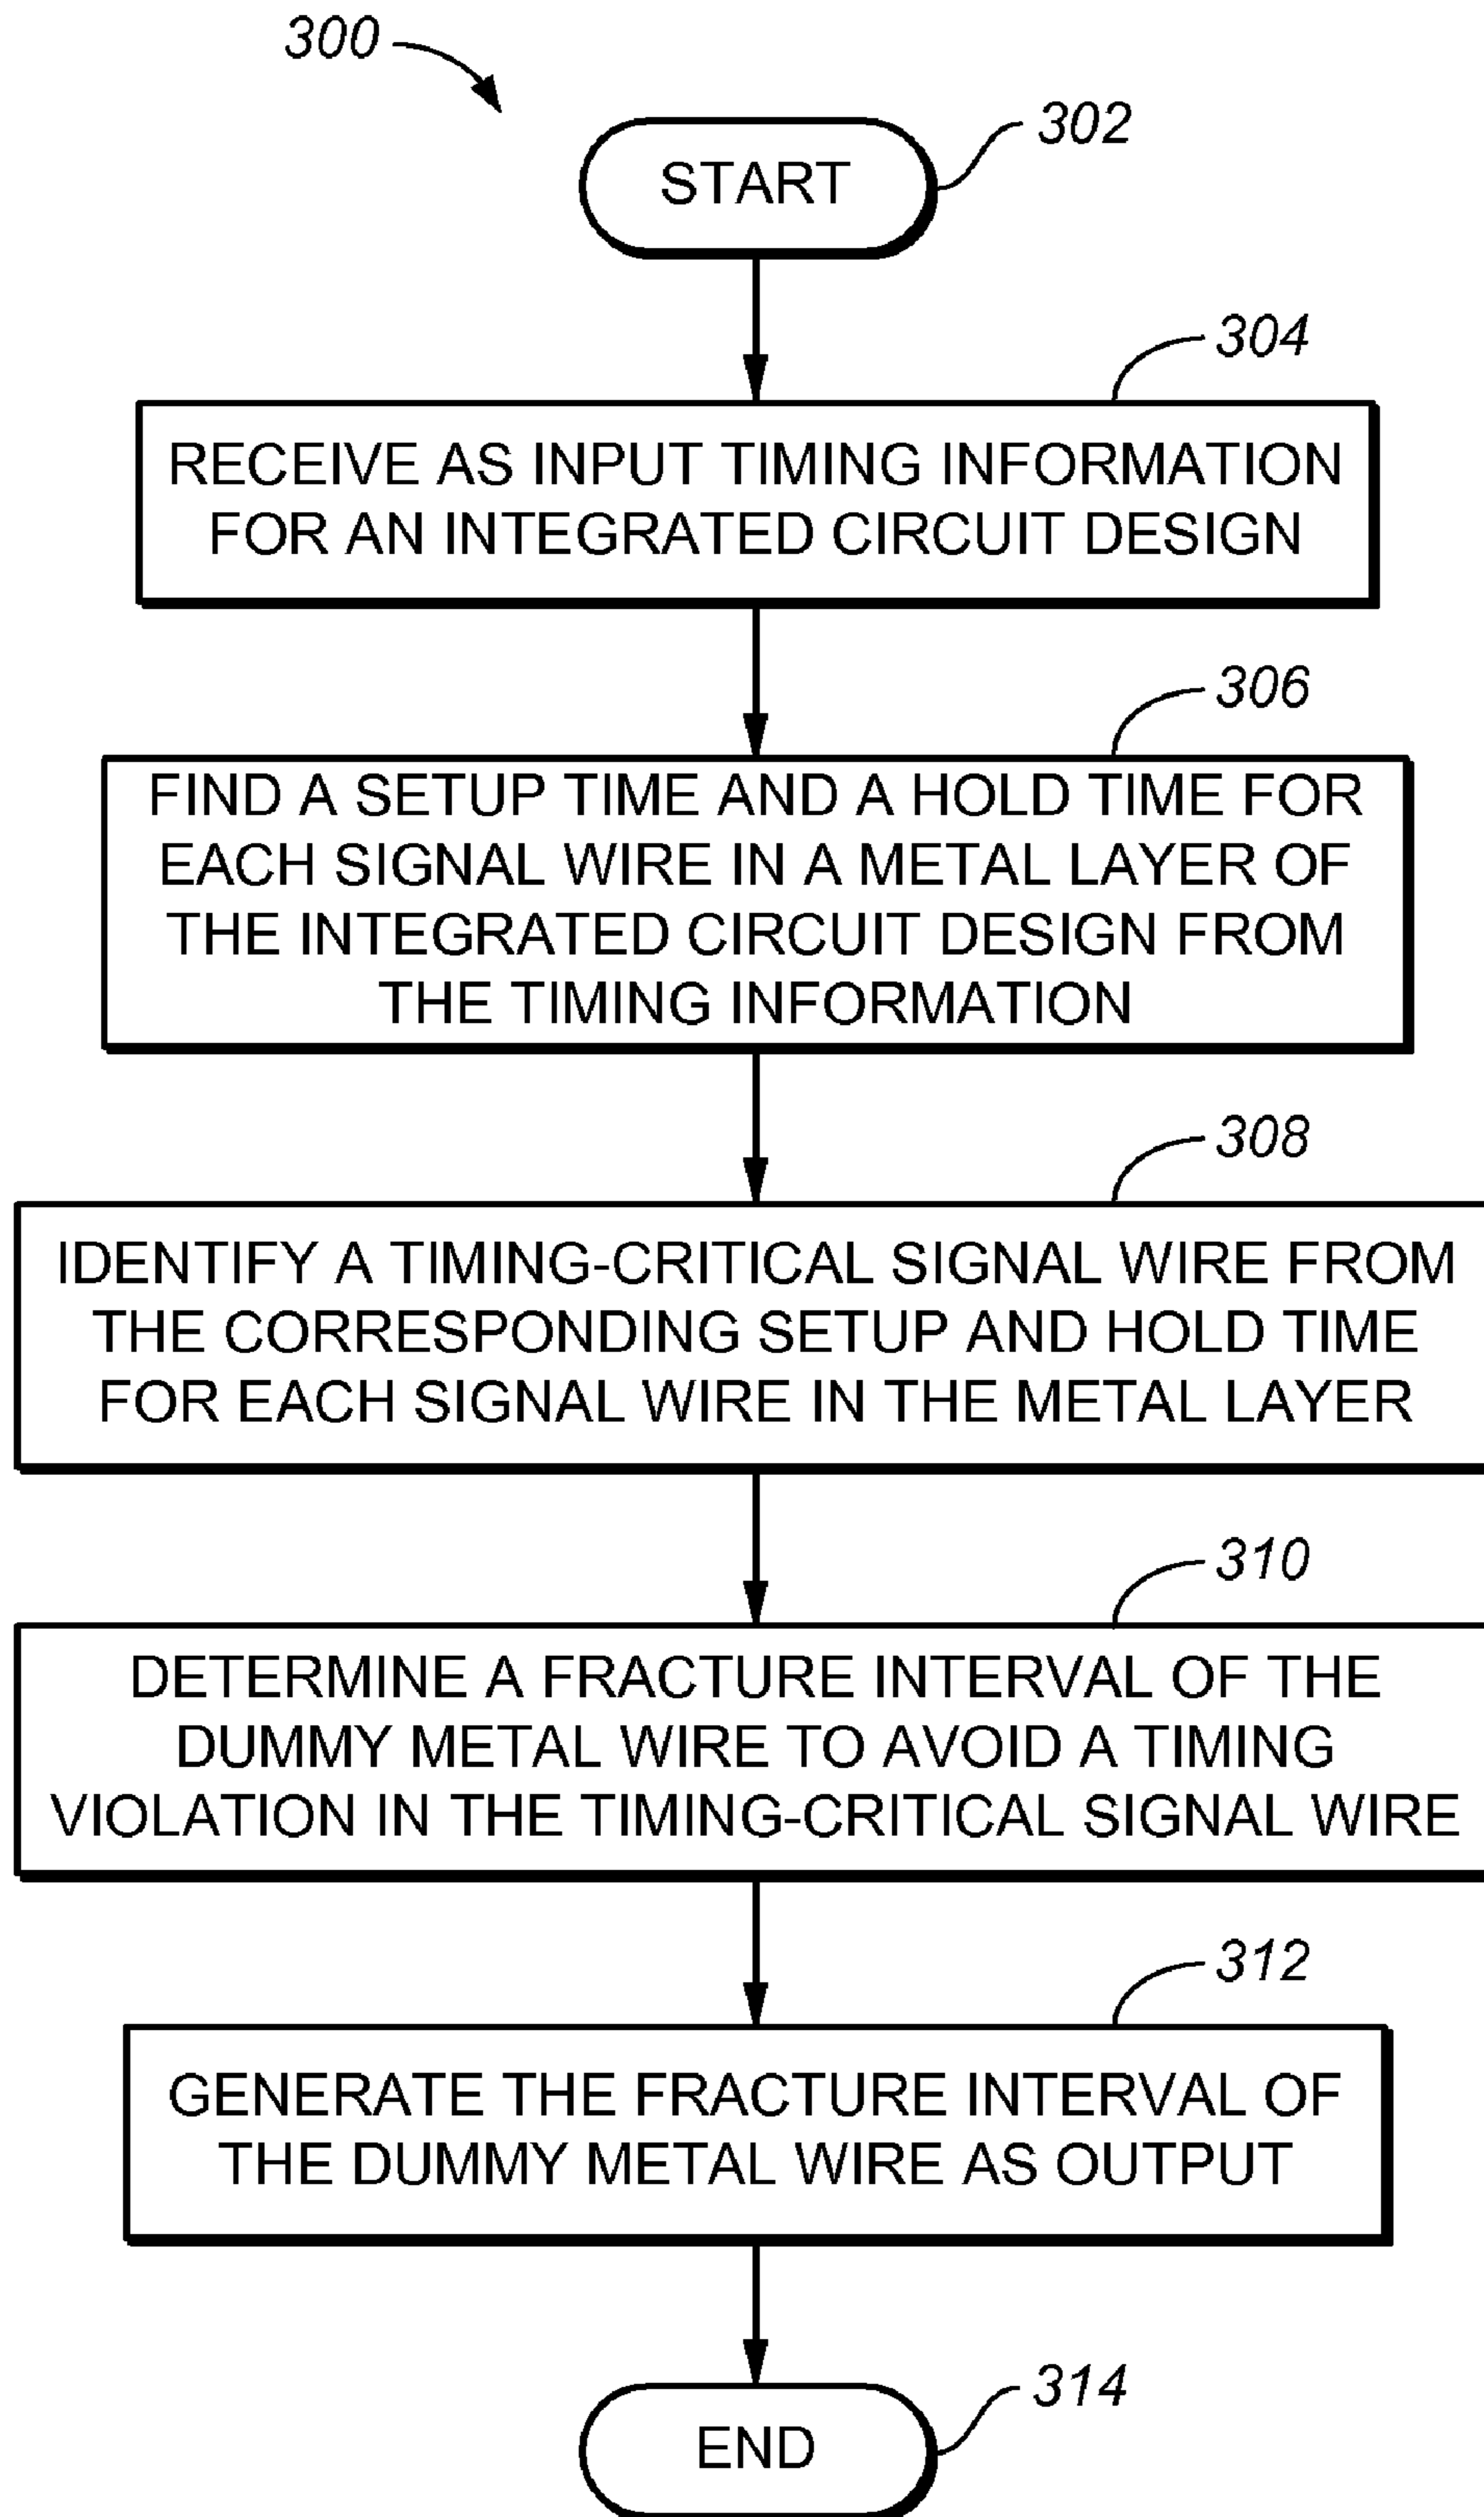 300
302
START
304
RECEIVE AS INPUT TIMING INFORMATION
FOR AN INTEGRATED CIRCUIT DESIGN
306
FIND A SETUP TIME AND A HOLD TIME FOR
EACH SIGNAL WIRE IN A METAL LAYER OF
THE INTEGRATED CIRCUIT DESIGN FROM
THE TIMING INFORMATION
308
IDENTIFY A TIMING-CRITICAL SIGNAL WIRE FROM
THE CORRESPONDING SETUP AND HOLD TIME
FOR EACH SIGNAL WIRE IN THE METAL LAYER
310
DETERMINE A FRACTURE INTERVAL OF THE
DUMMY METAL WIRE TO AVOID A TIMING
VIOLATION IN THE TIMING-CRITICAL SIGNAL WIRE
312
GENERATE THE FRACTURE INTERVAL OF
THE DUMMY METAL WIRE AS OUTPUT
314
END